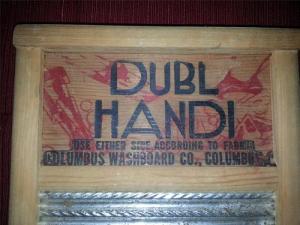 DUBL
HANDI
USE EITHER SIDE ACCORDING TO FABRIC
COLUMBUS WASHBOARD CO., COLUMBUS, O.